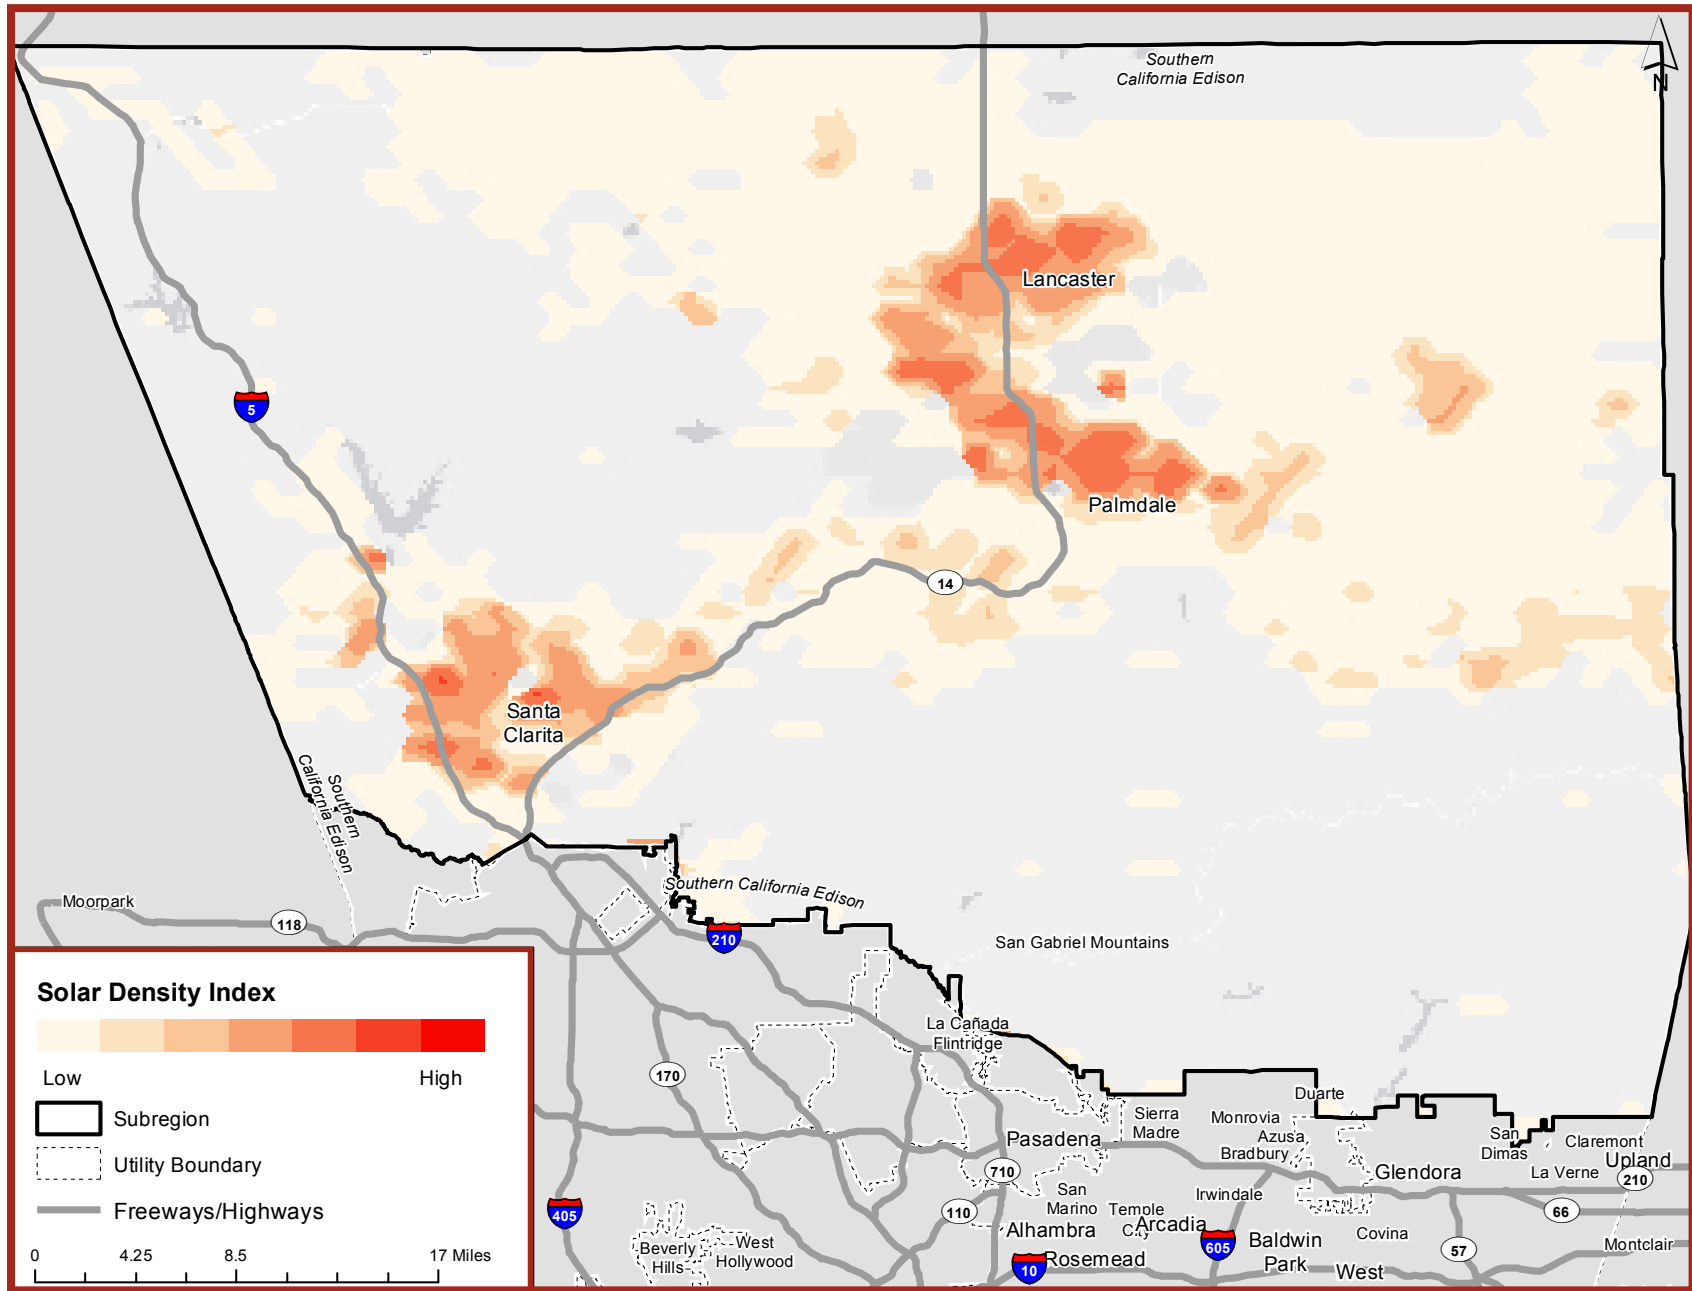 Southern
California Edison
N
Lancaster
5
Palmdale
14
Santa
Clarita
Southern
California Edison
Southern California Edison
Moorpark
118
210
San Gabriel Mountains
La Cañada
Flintridge
Solar Density Index
Low
High
Subregion
Utility Boundary
Freeways/Highways
0
4.25
8.5
17 Miles
170
Duarte
Sierra
Madre
Monrovia
Azusa
Bradbury
Pasadena
San
Dimas
Claremont
La Verne
Upland
Glendora
710
210
Irwindale
San
Marino
Temple
City
Arcadia
110
66
405
Alhambra
Beverly
Hills
West
Hollywood
605
Baldwin
Park
Covina
57
Montclair
10
Rosemead
West